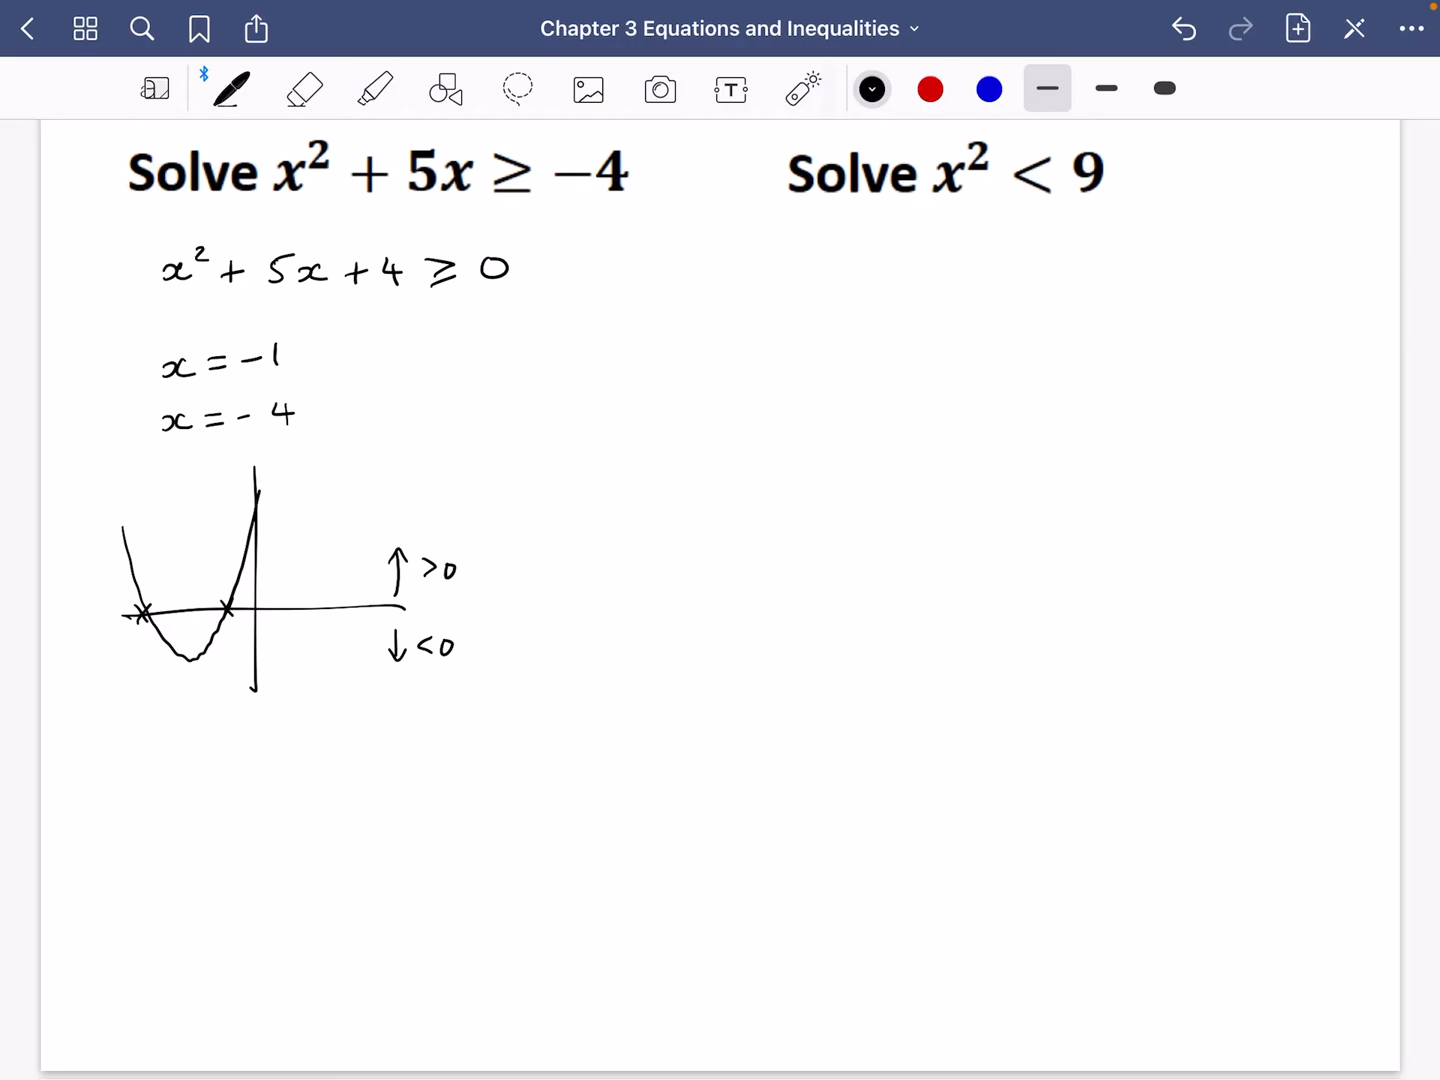 Chapter 3 Equations and Inequalities
Solve x² + 5x ≥ −4
Solve x² < 9
x² + 5x + 4 ≥ 0
x = -1
x = - 4
>0
<0